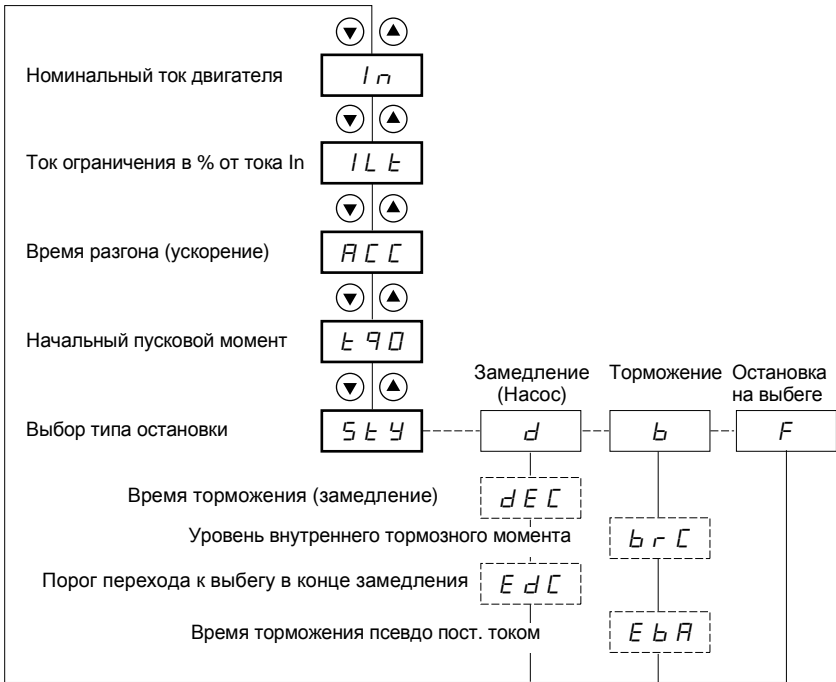 Номинальный ток двигателя
In
Ток ограничения в % от тока In
ILt
Время разгона (ускорение)
ACC
Начальный пусковой момент
tq0
Замедление
(Насос)
Торможение
Остановка
на выбеге
Выбор типа остановки
StY
d
b
F
Время торможения (замедление)
dEC
Уровень внутреннего тормозного момента
brC
Порог перехода к выбегу в конце замедления
EdC
Время торможения псевдо пост. током
EbA